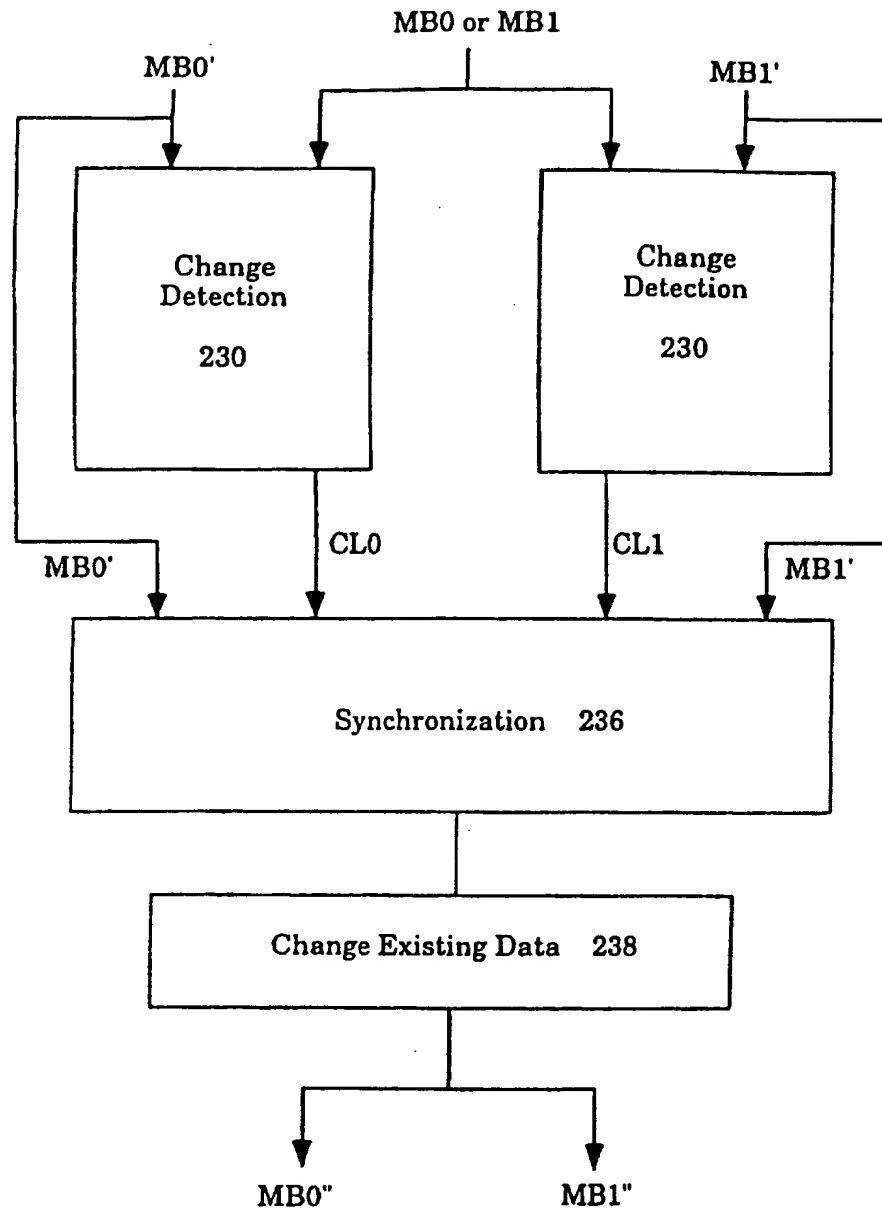 MB0 or MB1
MB0'
MB1'
Change
Detection
230
Change
Detection
230
CL0
CL1
MB0'
MB1'
Synchronization 236
Change Existing Data 238
MB0"
MB1"